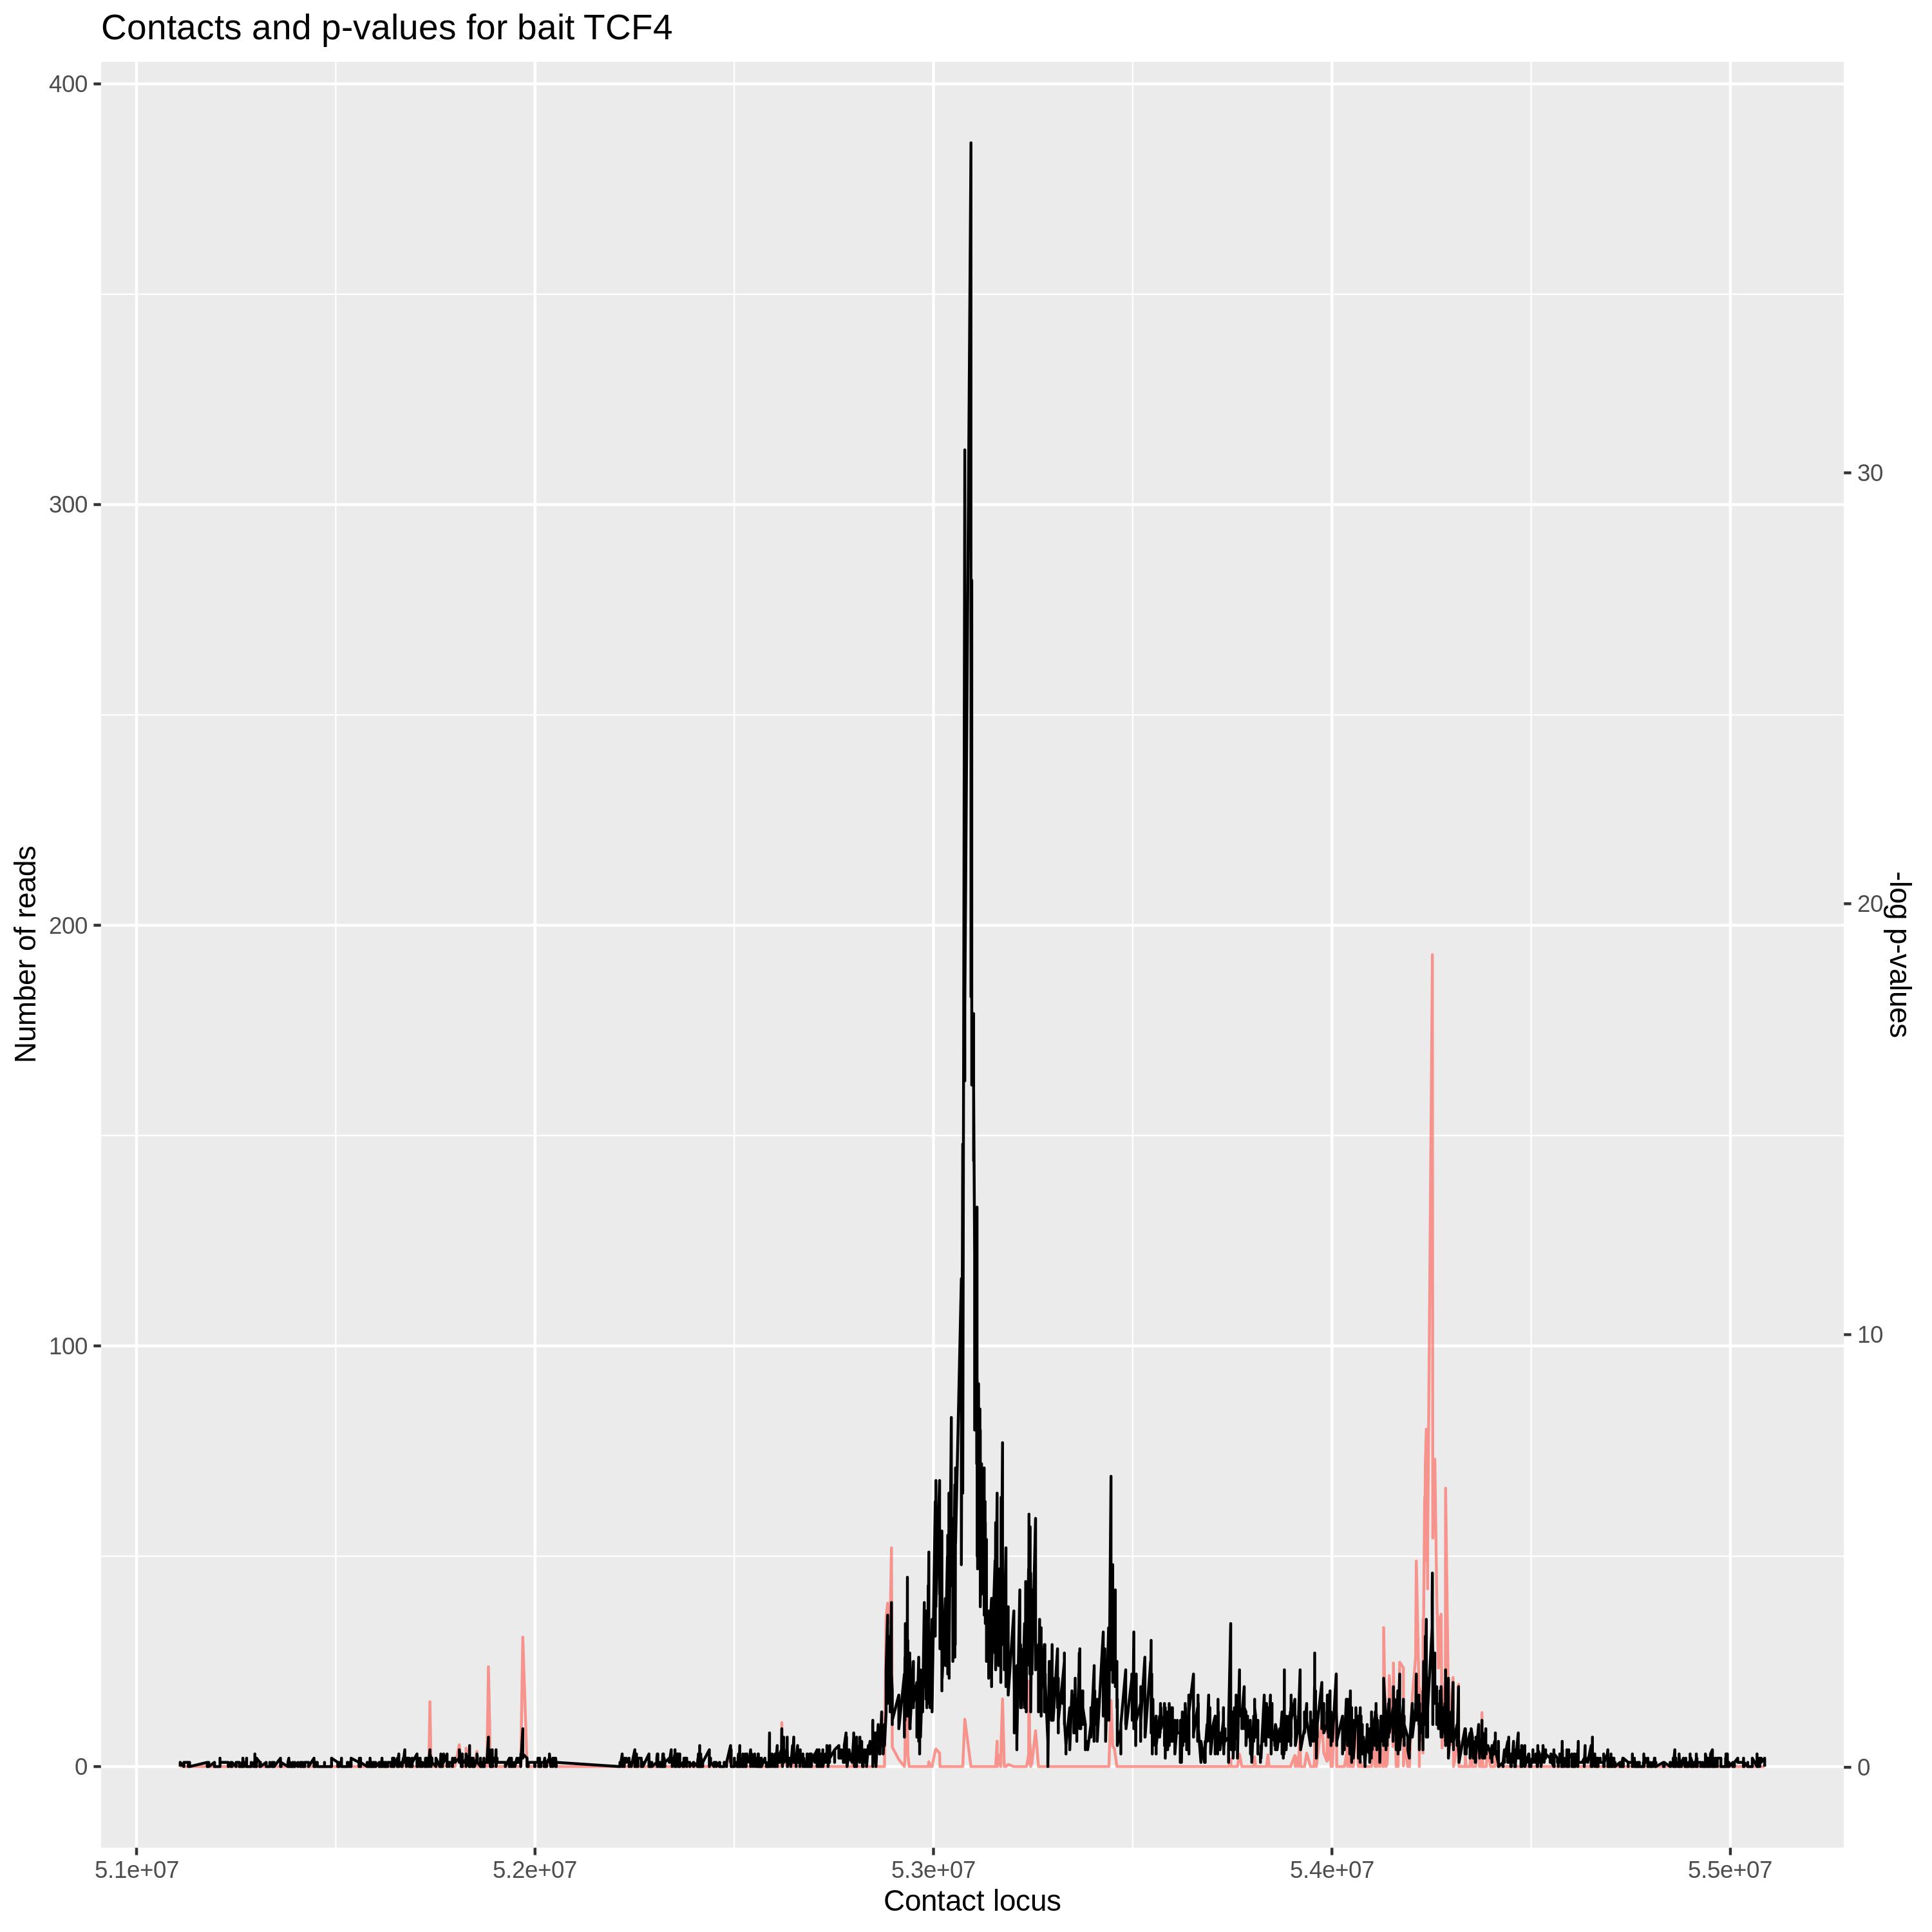 Contacts and p-values for bait TCF4
400
300
200
100
0
Number of reads
30
20
10
0
-log p-values
5.1e+07
5.2e+07
5.3e+07
5.4e+07
5.5e+07
Contact locus